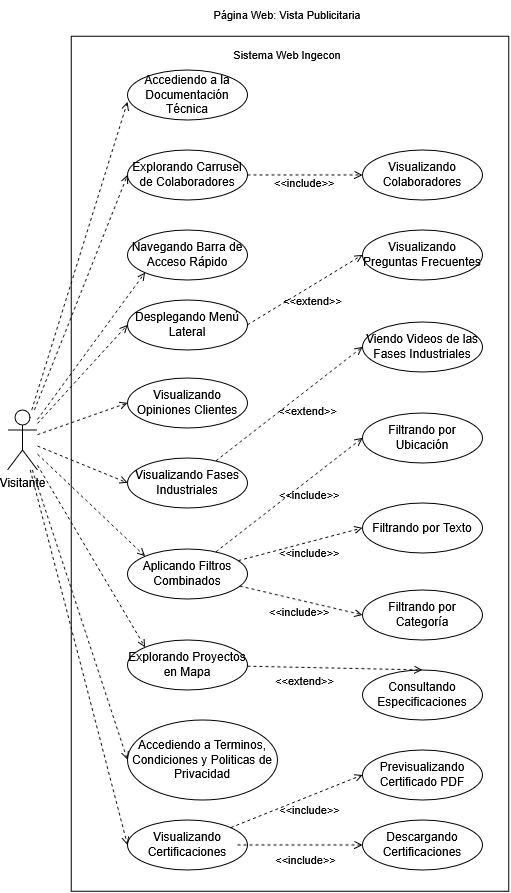 Página Web: Vista Publicitaria
Sistema Web Ingecon
Accediendo a la
Documentación
Técnica
Explorando Carrusel
de Colaboradores
<<include>>
Visualizando
Colaboradores
Navegando Barra de
Acceso Rápido
Visualizando
Preguntas Frecuentes
Desplegando Menú
Lateral
<<extend>>
Viendo Videos de las
Fases Industriales
Visualizando
Opiniones Clientes
<<extend>>
Filtrando por
Ubicación
Visitante
Visualizando Fases
Industriales
<<include>>
Filtrando por Texto
Aplicando Filtros
Combinados
<<include>>
<<include>>
Filtrando por
Categoría
Explorando Proyectos
en Mapa
<<extend>>
Consultando
Especificaciones
Accediendo a Terminos,
Condiciones y Politicas de
Privacidad
Previsualizando
Certificado PDF
<<include>>
Visualizando
Certificaciones
<<include>>
Descargando
Certificaciones